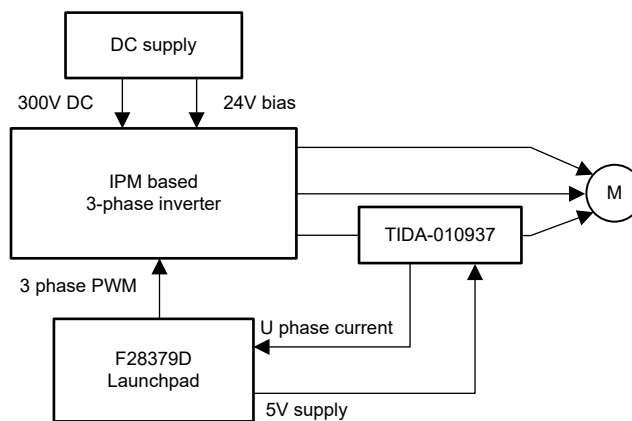 DC supply
300V DC
24V bias
IPM based
3-phase inverter
M
TIDA-010937
3 phase PWM
U phase current
F28379D
Launchpad
5V supply